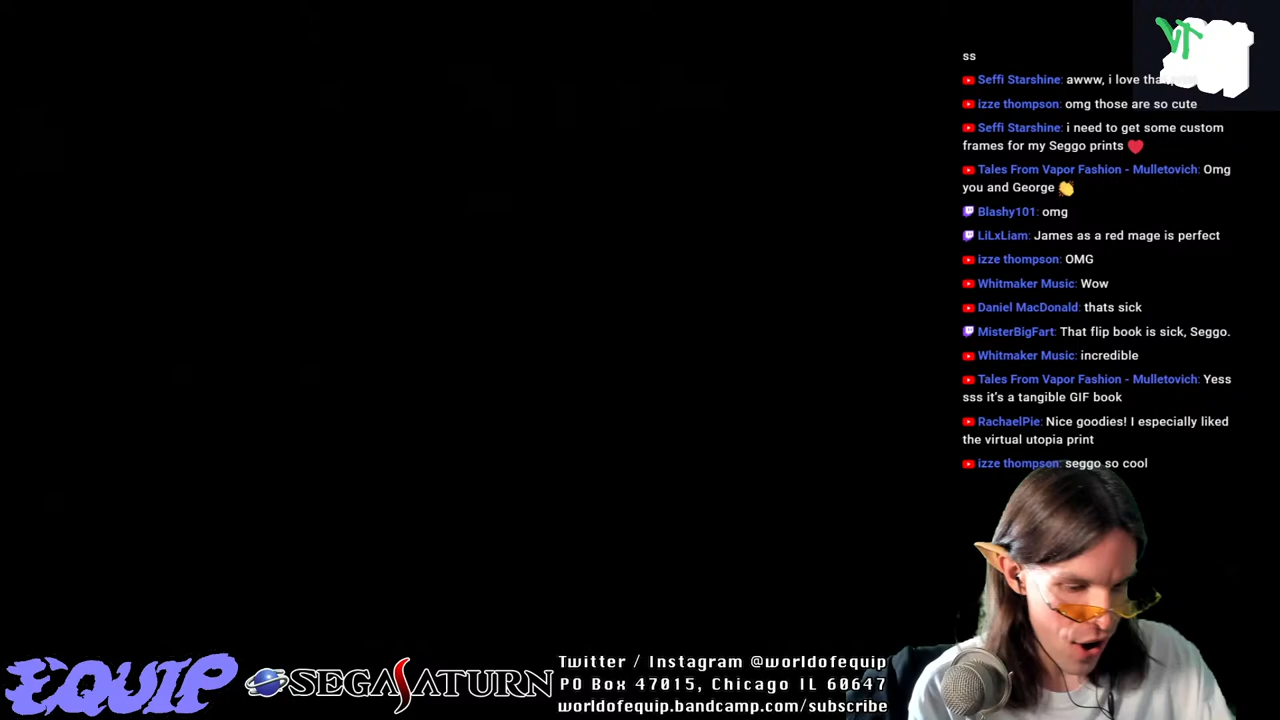 ss
Seffi Starshine: awww, i love tha
izze thompson: omg those are so cute
Seffi Starshine: i need to get some custom
frames for my Seggo prints ❤️
Tales From Vapor Fashion - Mulletovich: Omg
you and George 👏
Blashy101: omg
LiLxLiam: James as a red mage is perfect
izze thompson: OMG
Whitmaker Music: Wow
Daniel MacDonald: thats sick
MisterBigFart: That flip book is sick, Seggo.
Whitmaker Music: incredible
Tales From Vapor Fashion - Mulletovich: Yess
sss it's a tangible GIF book
RachaelPie: Nice goodies! I especially liked
the virtual utopia print
izze thompson: seggo so cool
EQUIP
SEGA SATURN
Twitter / Instagram @worldofequip
PO Box 47015, Chicago IL 60647
worldofequip.bandcamp.com/subscribe